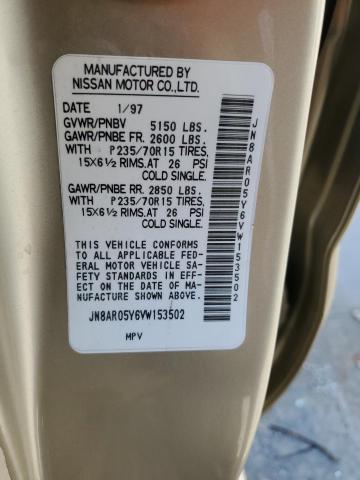 MANUFACTURED BY
NISSAN MOTOR CO.,LTD.
DATE 1/97
GVWR/PNBV 5150 LBS.
GAWR/PNBE FR. 2600 LBS.
WITH P235/70R15 TIRES,
15X6½ RIMS,AT 26 PSI
COLD SINGLE.
GAWR/PNBE RR. 2850 LBS.
WITH P235/70R15 TIRES,
15X6½ RIMS,AT 26 PSI
COLD SINGLE.
THIS VEHICLE CONFORMS
TO ALL APPLICABLE FED-
ERAL MOTOR VEHICLE SA-
FETY STANDARDS IN EFF-
ECT ON THE DATE OF MA-
NUFACTURE SHOWN ABOVE.
JN8AR05Y6VW153502
MPV
JN8AR05Y6VW153502